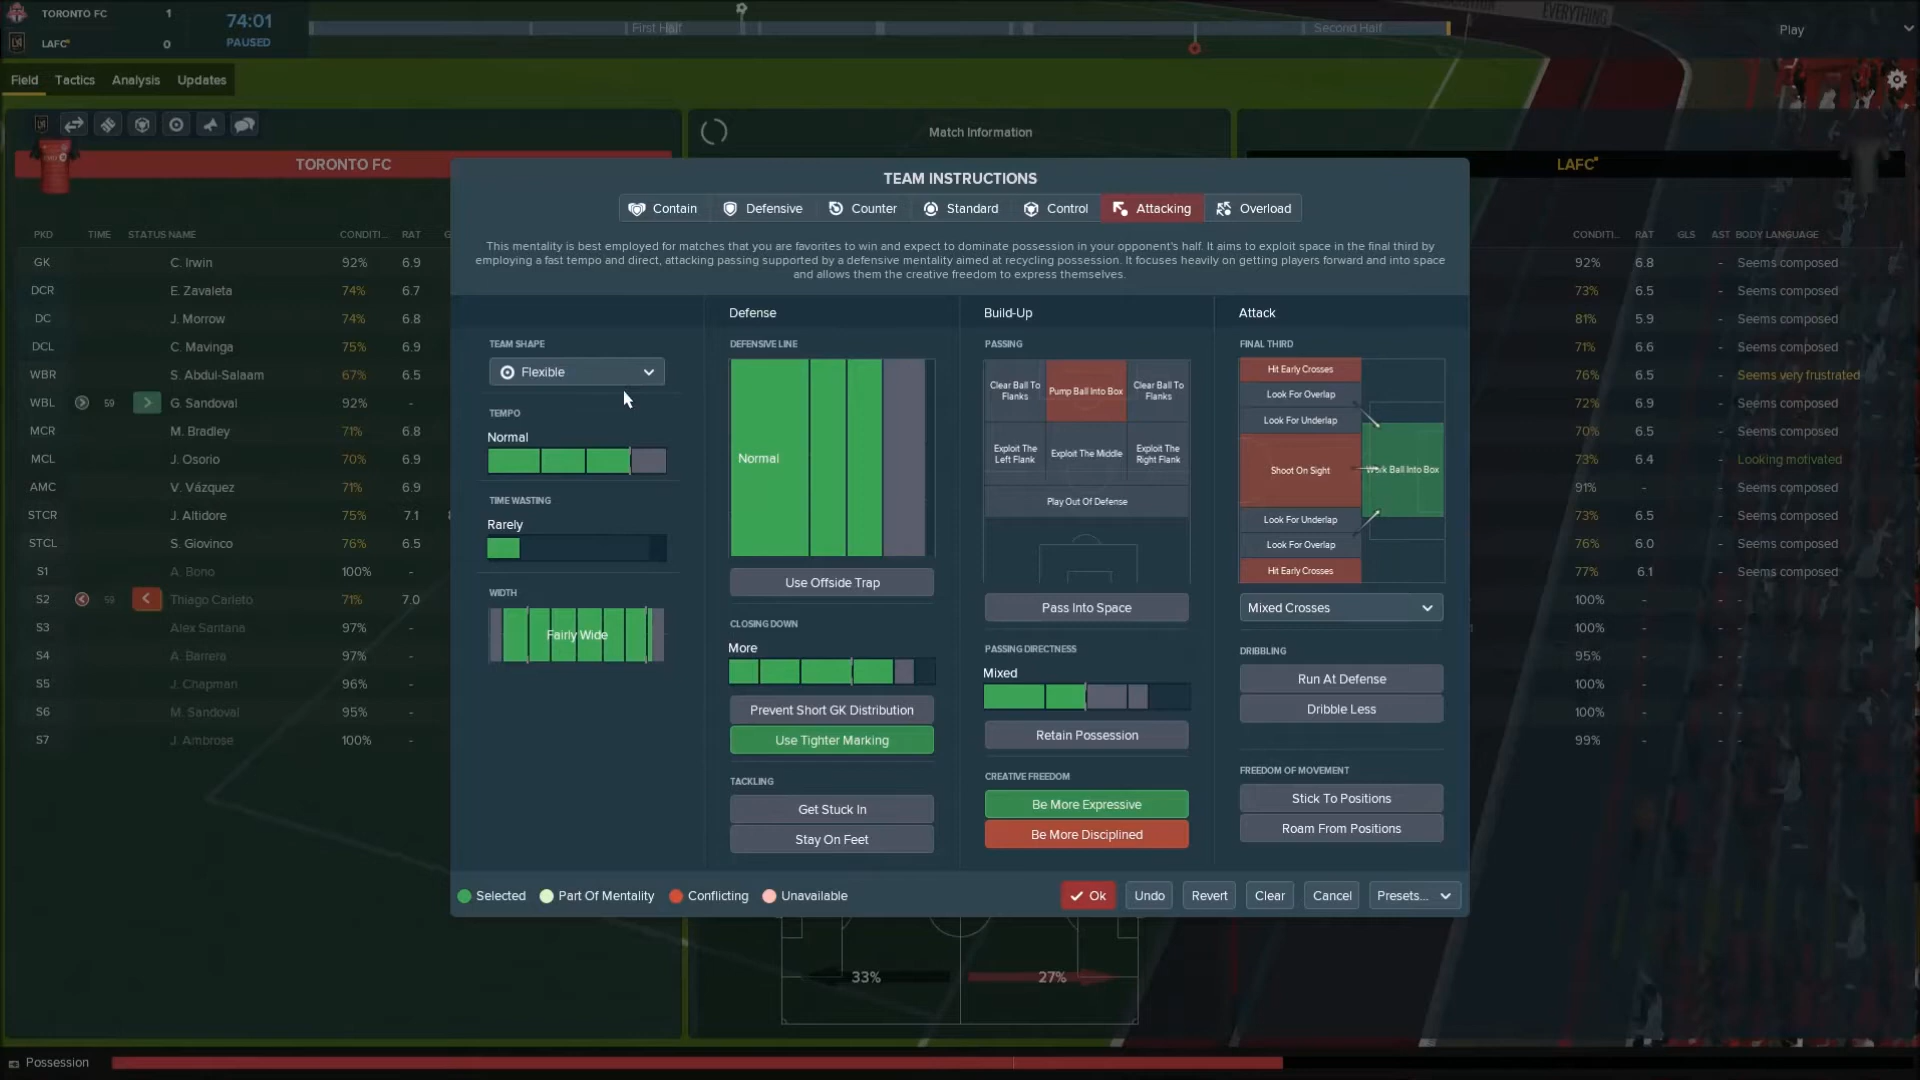 TORONTO FC 1
LAFC 0
74:01
PAUSED
First Half
Second Half
EVERYTHING
Play
Field Tactics Analysis Updates
Match Information
TORONTO FC
LAFC
PKD TIME STATUS NAME CONDITI... RAT
GK C. Irwin 92% 6.9
DCR E. Zavaleta 74% 6.7
DC J. Morrow 74% 6.8
DCL C. Mavinga 75% 6.9
WBR S. Abdul-Salaam 67% 6.5
WBL 59 G. Sandoval 92% -
MCR M. Bradley 71% 6.8
MCL J. Osorio 70% 6.9
AMC V. Vázquez 71% 6.9
STCR J. Altidore 75% 7.1
STCL S. Giovinco 76% 6.5
S1 A. Bono 100% -
S2 59 Thiago Carleto 71% 7.0
S3 Alex Santana 97% -
S4 A. Barrera 97% -
S5 J. Chapman 96% -
S6 M. Sandoval 95% -
S7 J. Ambrose 100% -
TEAM INSTRUCTIONS
Contain Defensive Counter Standard Control Attacking Overload
This mentality is best employed for matches that you are favorites to win and expect to dominate possession in your opponent's half. It aims to exploit space in the final third by
employing a fast tempo and direct, attacking passing supported by a defensive mentality aimed at recycling possession. It focuses heavily on getting players forward and into space
and allows them the creative freedom to express themselves.
TEAM SHAPE
Flexible
TEMPO
Normal
TIME WASTING
Rarely
WIDTH
Fairly Wide
Defense
DEFENSIVE LINE
Normal
Use Offside Trap
CLOSING DOWN
More
Prevent Short GK Distribution
Use Tighter Marking
TACKLING
Get Stuck In
Stay On Feet
Build-Up
PASSING
Clear Ball To Flanks
Pump Ball Into Box
Clear Ball To Flanks
Exploit The Left Flank
Exploit The Middle
Exploit The Right Flank
Play Out Of Defense
Pass Into Space
PASSING DIRECTNESS
Mixed
Retain Possession
CREATIVE FREEDOM
Be More Expressive
Be More Disciplined
Attack
FINAL THIRD
Hit Early Crosses
Look For Overlap
Look For Underlap
Shoot On Sight
Work Ball Into Box
Look For Underlap
Look For Overlap
Hit Early Crosses
Mixed Crosses
DRIBBLING
Run At Defense
Dribble Less
FREEDOM OF MOVEMENT
Stick To Positions
Roam From Positions
Selected Part Of Mentality Conflicting Unavailable
Ok Undo Revert Clear Cancel Presets...
CONDITI... RAT GLS AST BODY LANGUAGE
92% 6.8 - Seems composed
73% 6.5 - Seems composed
81% 5.9 - Seems composed
71% 6.6 - Seems composed
76% 6.5 - Seems very frustrated
72% 6.9 - Seems composed
70% 6.5 - Seems composed
73% 6.4 - Looking motivated
91% - - Seems composed
73% 6.5 - Seems composed
76% 6.0 - Seems composed
77% 6.1 - Seems composed
100% - - -
100% - - -
95% - - -
100% - - -
100% - - -
99% - - -
33% 27%
Possession